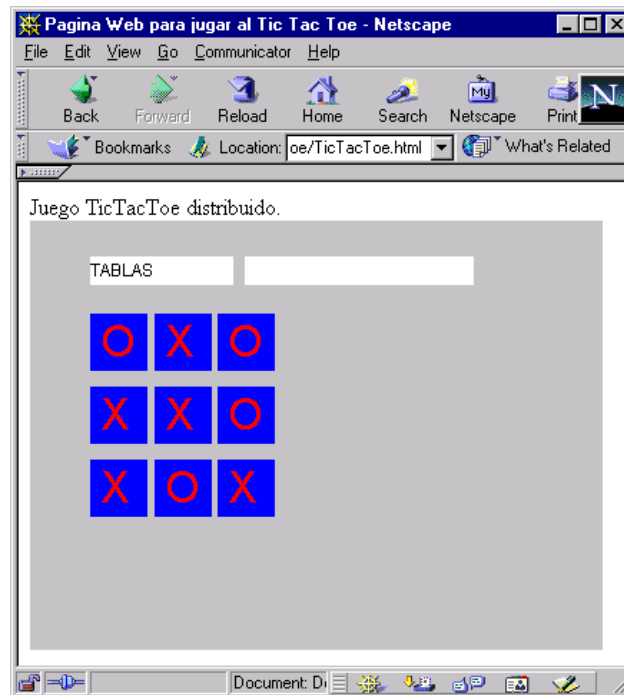 Pagina Web para jugar al Tic Tac Toe - Netscape
File Edit View Go Communicator Help
Back Forward Reload Home Search Netscape Print
My
N
Bookmarks Location: oe/TicTacToe.html What's Related
Juego TicTacToe distribuido.
TABLAS
O X O
X X O
X O X
Document: D